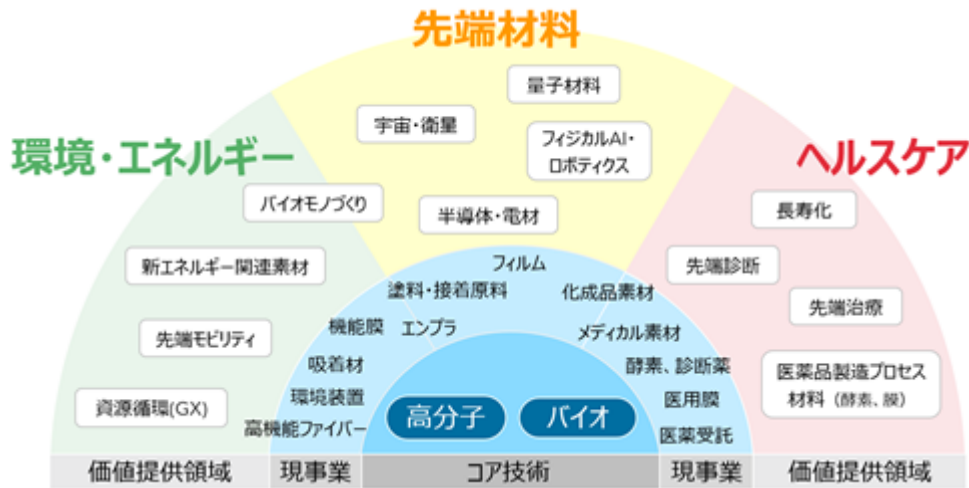 先端材料
環境・エネルギー
ヘルスケア
量子材料
宇宙・衛星
フィジカルAI・
ロボティクス
バイオモノづくり
半導体・電材
長寿化
新エネルギー関連素材
先端診断
先端モビリティ
先端治療
資源循環(GX)
医薬品製造プロセス
材料（酵素、膜）
フィルム
塗料・接着原料
化成品素材
機能膜
エンプラ
メディカル素材
吸着材
酵素、診断薬
環境装置
医用膜
高機能ファイバー
医薬受託
高分子
バイオ
価値提供領域
現事業
コア技術
現事業
価値提供領域